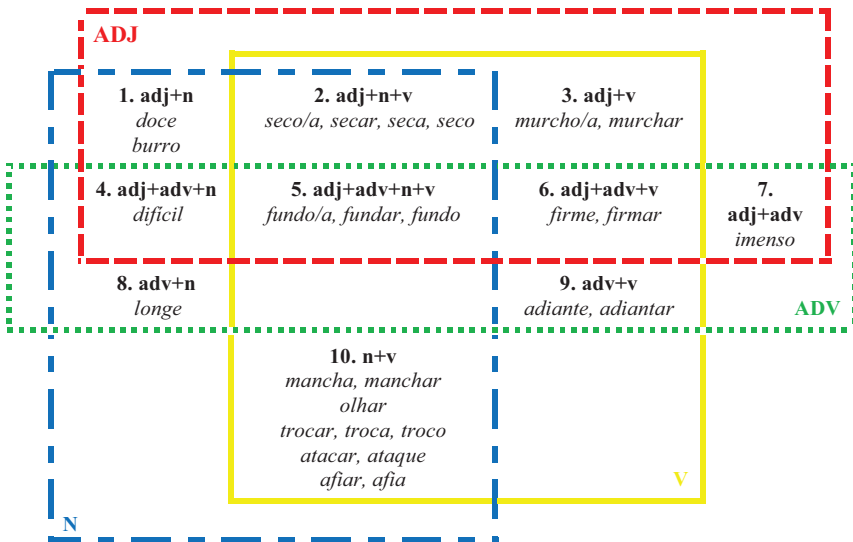 ADJ
1. adj+n
doce
burro
2. adj+n+v
seco/a, secar, seca, seco
3. adj+v
murcho/a, murchar
4. adj+adv+n
difícil
5. adj+adv+n+v
fundo/a, fundar, fundo
6. adj+adv+v
firme, firmar
7.
adj+adv
imenso
8. adv+n
longe
9. adv+v
adiante, adiantar
ADV
10. n+v
mancha, manchar
olhar
trocar, troca, troco
atacar, ataque
afiar, afia
V
N